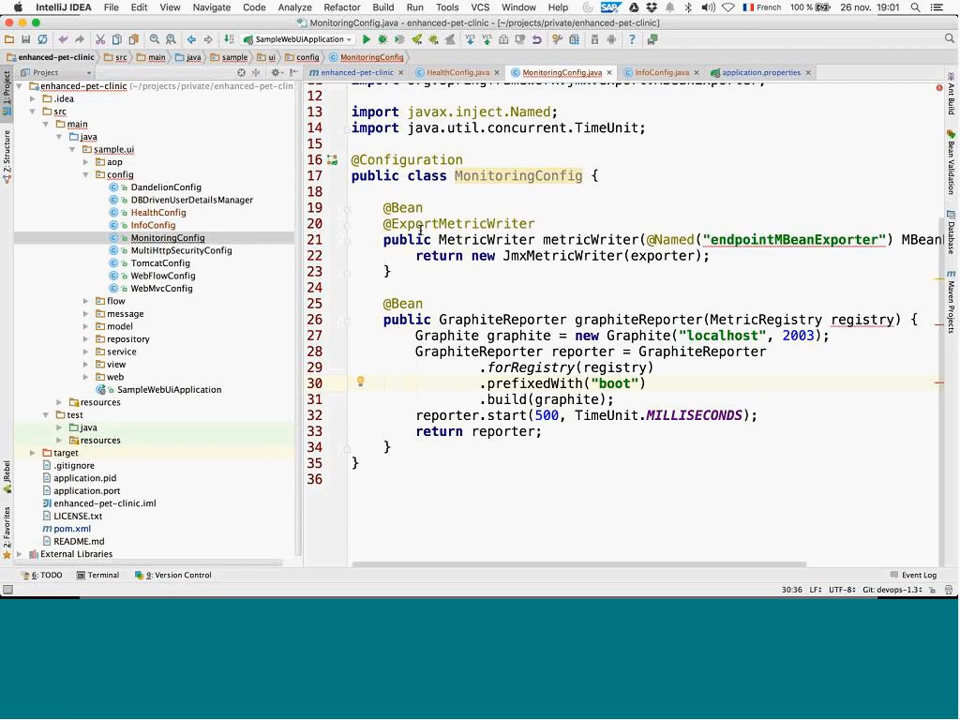 IntelliJ IDEA File Edit View Navigate Code Analyze Refactor Build Run Tools VCS Window Help SAP French 100 % 26 nov. 19:01
MonitoringConfig.java - enhanced-pet-clinic - [~/projects/private/enhanced-pet-clinic]
SampleWebUiApplication
enhanced-pet-clinic src main java sample ui config MonitoringConfig
Project
enhanced-pet-clinic HealthConfig.java MonitoringConfig.java InfoConfig.java application.properties
enhanced-pet-clinic (~/projects/private/enhanced-pet-clin
.idea
src
main
java
sample.ui
aop
config
DandelionConfig
DBDrivenUserDetailsManager
HealthConfig
InfoConfig
MonitoringConfig
MultiHttpSecurityConfig
TomcatConfig
WebFlowConfig
WebMvcConfig
flow
message
model
repository
service
view
web
SampleWebUiApplication
resources
test
java
resources
target
.gitignore
application.pid
application.port
enhanced-pet-clinic.iml
LICENSE.txt
pom.xml
README.md
External Libraries
12
13 import javax.inject.Named;
14 import java.util.concurrent.TimeUnit;
15
16 @Configuration
17 public class MonitoringConfig {
18
19 @Bean
20 @ExportMetricWriter
21 public MetricWriter metricWriter(@Named("endpointMBeanExporter") MBean
22 return new JmxMetricWriter(exporter);
23 }
24
25 @Bean
26 public GraphiteReporter graphiteReporter(MetricRegistry registry) {
27 Graphite graphite = new Graphite("localhost", 2003);
28 GraphiteReporter reporter = GraphiteReporter
29 .forRegistry(registry)
30 .prefixedWith("boot")
31 .build(graphite);
32 reporter.start(500, TimeUnit.MILLISECONDS);
33 return reporter;
34 }
35 }
36
1: Project
7: Structure
JRebel
2: Favorites
Ant Build
Bean Validation
Database
Maven Projects
6: TODO Terminal 9: Version Control Event Log
30:36 LF÷ UTF-8÷ Git: devops-1.3÷